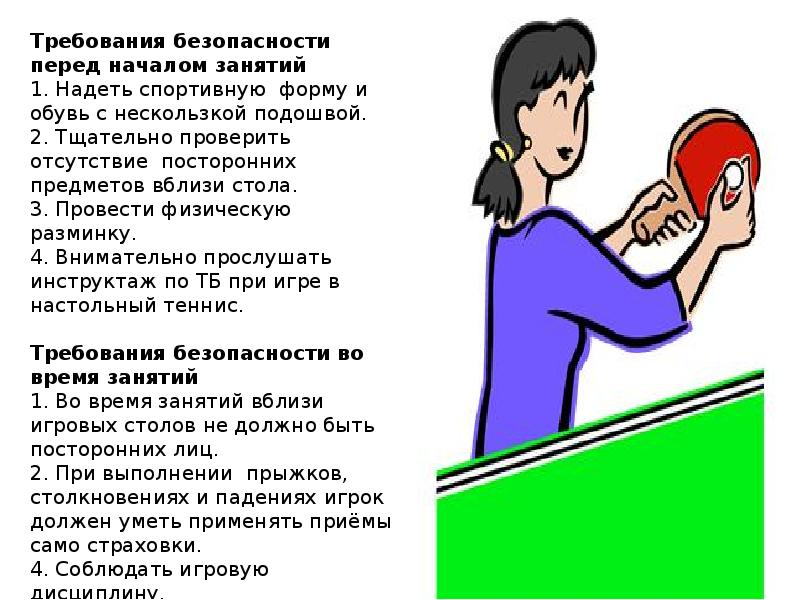 Требования безопасности
перед началом занятий
1. Надеть спортивную  форму и
обувь с нескользкой подошвой.
2. Тщательно проверить
отсутствие  посторонних
предметов вблизи стола.
3. Провести физическую
разминку.
4. Внимательно прослушать
инструктаж по ТБ при игре в
настольный теннис.
Требования безопасности во
время занятий
1. Во время занятий вблизи
игровых столов не должно быть
посторонних лиц.
2. При выполнении  прыжков,
столкновениях и падениях игрок
должен уметь применять приёмы
само страховки.
4. Соблюдать игровую
дисциплину.